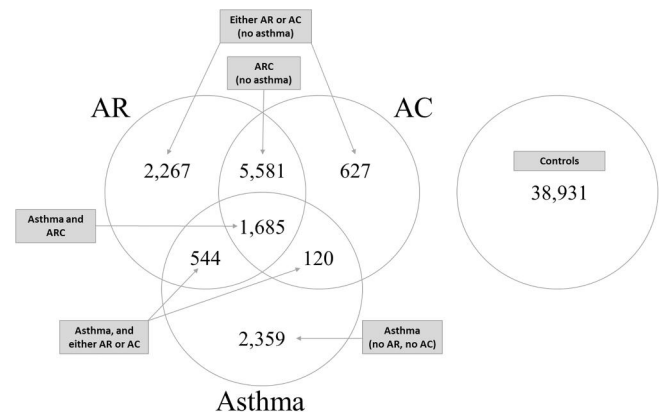 Either AR or AC
(no asthma)
ARC
(no asthma)
AR
AC
2,267
5,581
627
Controls
38,931
Asthma and
ARC
1,685
544
120
Asthma, and
either AR or AC
2,359
Asthma
(no AR, no AC)
Asthma